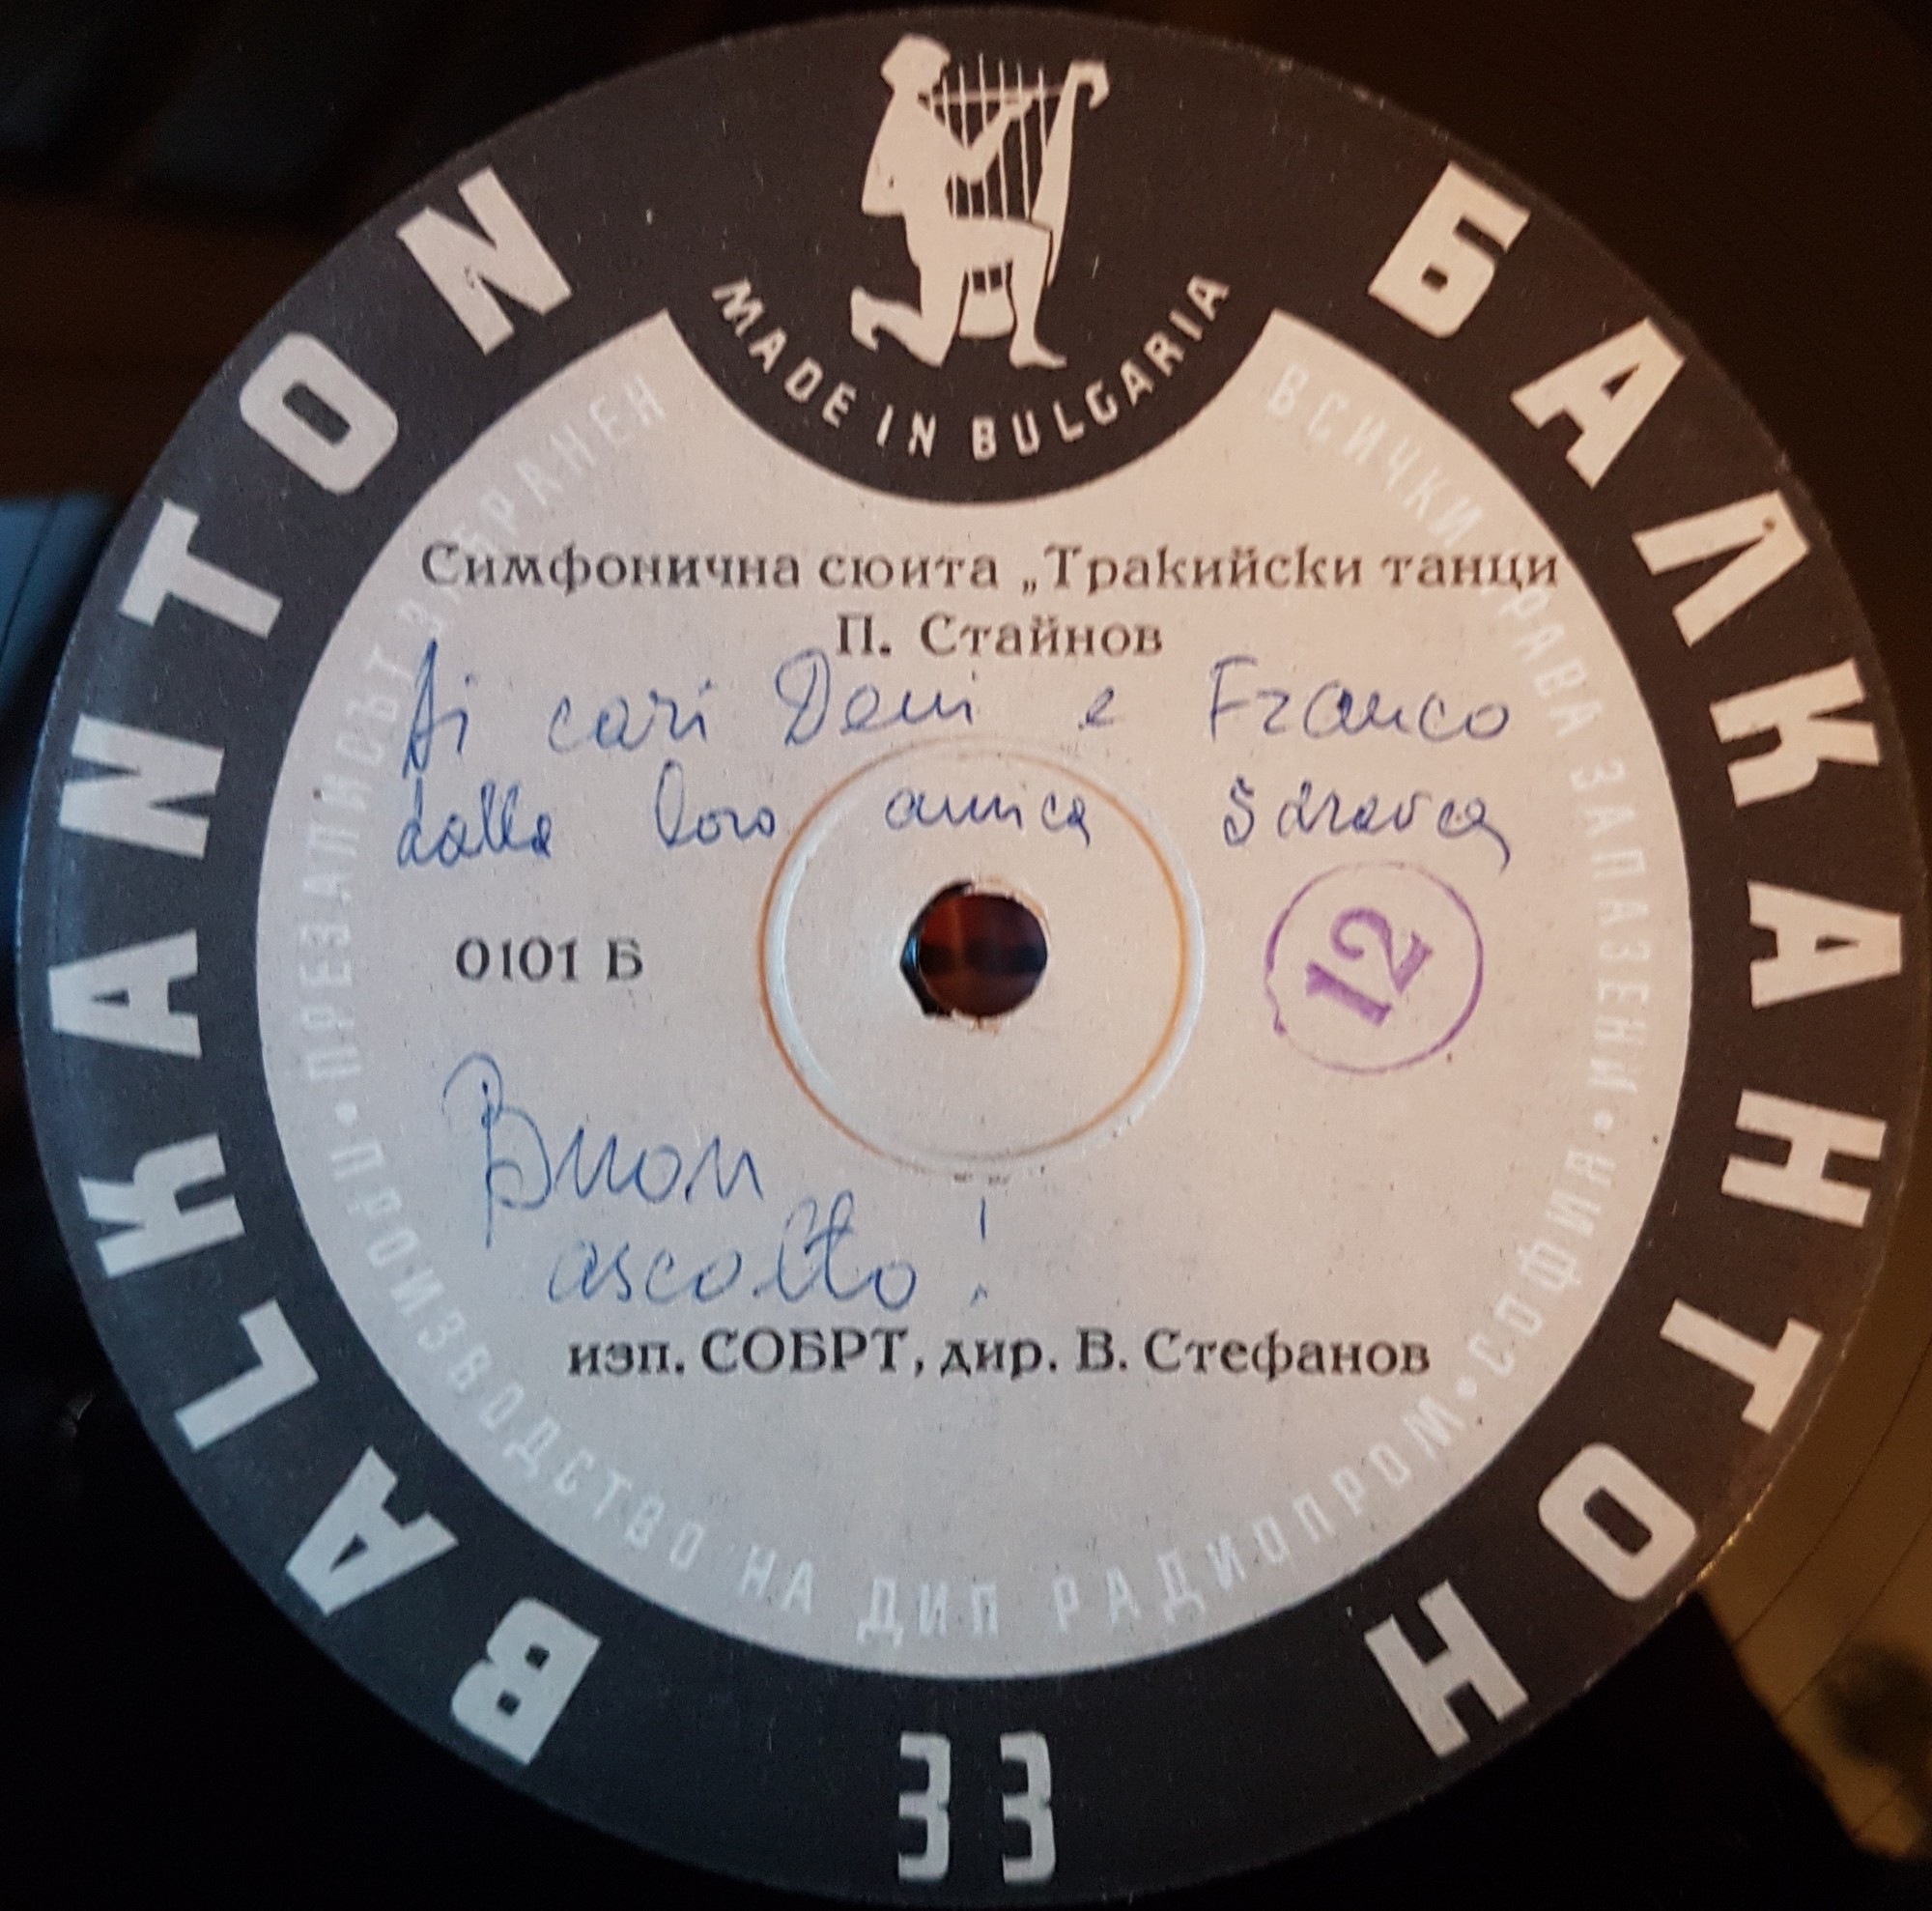 BALKANTON
БАЛКАНТОН
MADE IN BULGARIA
ВСИЧКИ ПРАВА ЗАПАЗЕНИ • НИ СОФИЯ • ПРОИЗВОДСТВО НА ДИП РАДИОПРОМ • ПРЕЗАПИСЪТ ЗАБРАНЕН
Симфонична сюита „Тракийски танци
П. Стайнов
Ai cari Deni e Franco
dalla loro amica Sdravca
0101 Б
12
Buon
ascolto!
изп. СОБРТ, дир. В. Стефанов
33